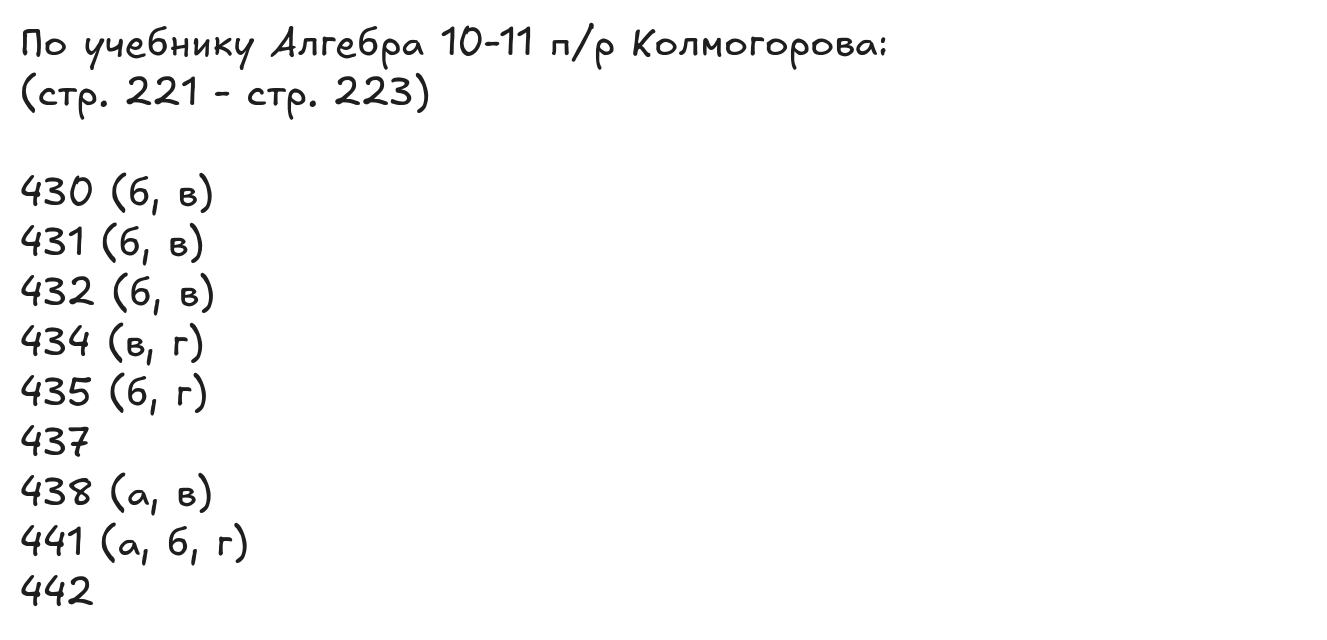 По учебнику Алгебра 10-11 п/р Колмогорова:
(стр. 221 - стр. 223)
430 (б, в)
431 (б, в)
432 (б, в)
434 (в, г)
435 (б, г)
437
438 (а, в)
441 (а, б, г)
442